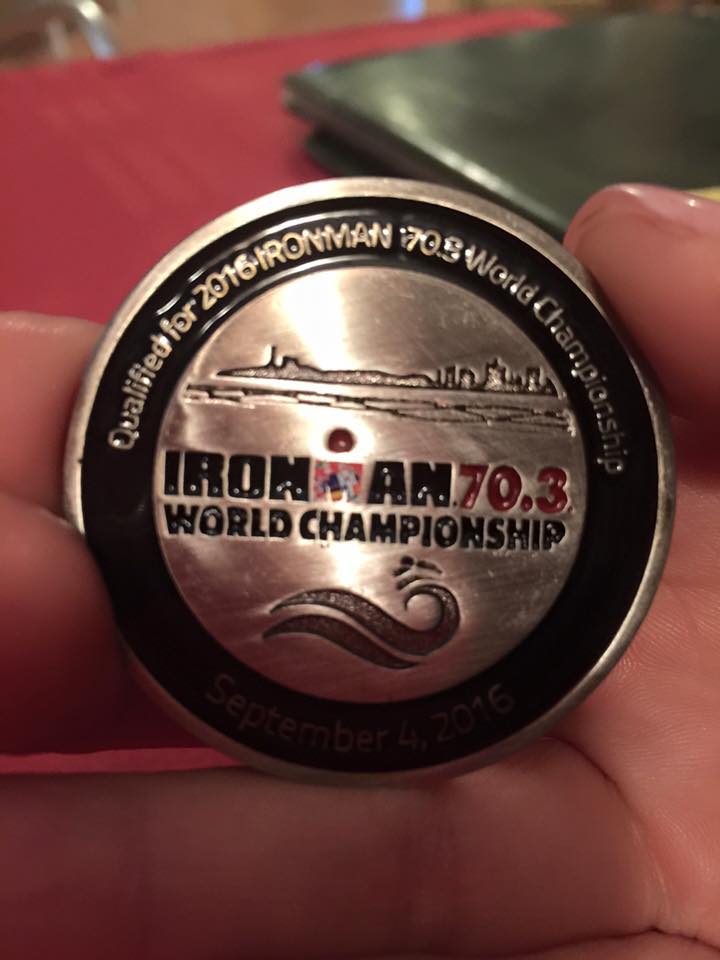 Qualified for 2016 IRONMAN 70.3 World Championship
IRONMAN 70.3
WORLD CHAMPIONSHIP
September 4, 2016